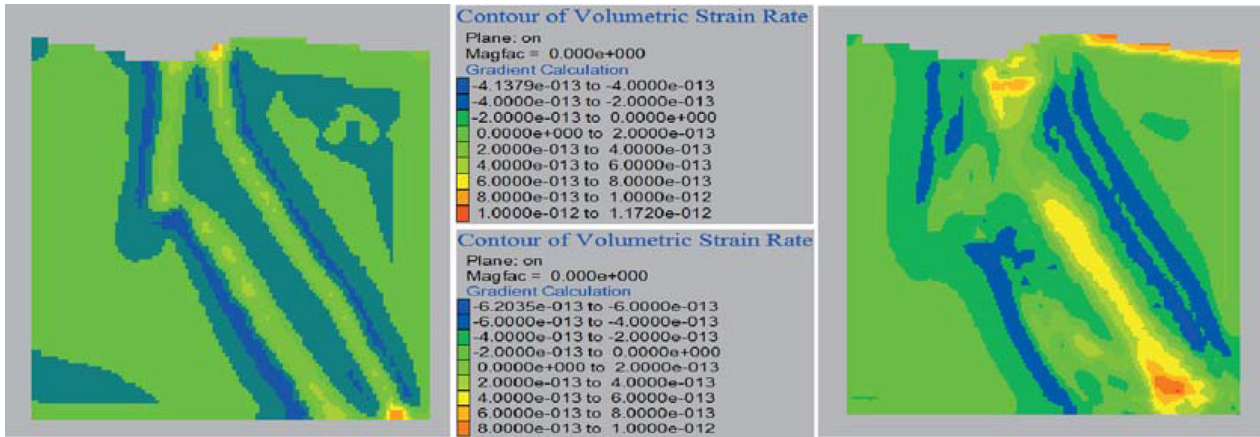 Contour of Volumetric Strain Rate
Plane: on
Magfac = 0.000e+000
Gradient Calculation
-4.1379e-013 to -4.0000e-013
-4.0000e-013 to -2.0000e-013
-2.0000e-013 to 0.0000e+000
0.0000e+000 to 2.0000e-013
2.0000e-013 to 4.0000e-013
4.0000e-013 to 6.0000e-013
6.0000e-013 to 8.0000e-013
8.0000e-013 to 1.0000e-012
1.0000e-012 to 1.1720e-012
Contour of Volumetric Strain Rate
Plane: on
Magfac = 0.000e+000
Gradient Calculation
-6.2035e-013 to -6.0000e-013
-6.0000e-013 to -4.0000e-013
-4.0000e-013 to -2.0000e-013
-2.0000e-013 to 0.0000e+000
0.0000e+000 to 2.0000e-013
2.0000e-013 to 4.0000e-013
4.0000e-013 to 6.0000e-013
6.0000e-013 to 8.0000e-013
8.0000e-013 to 1.0000e-012